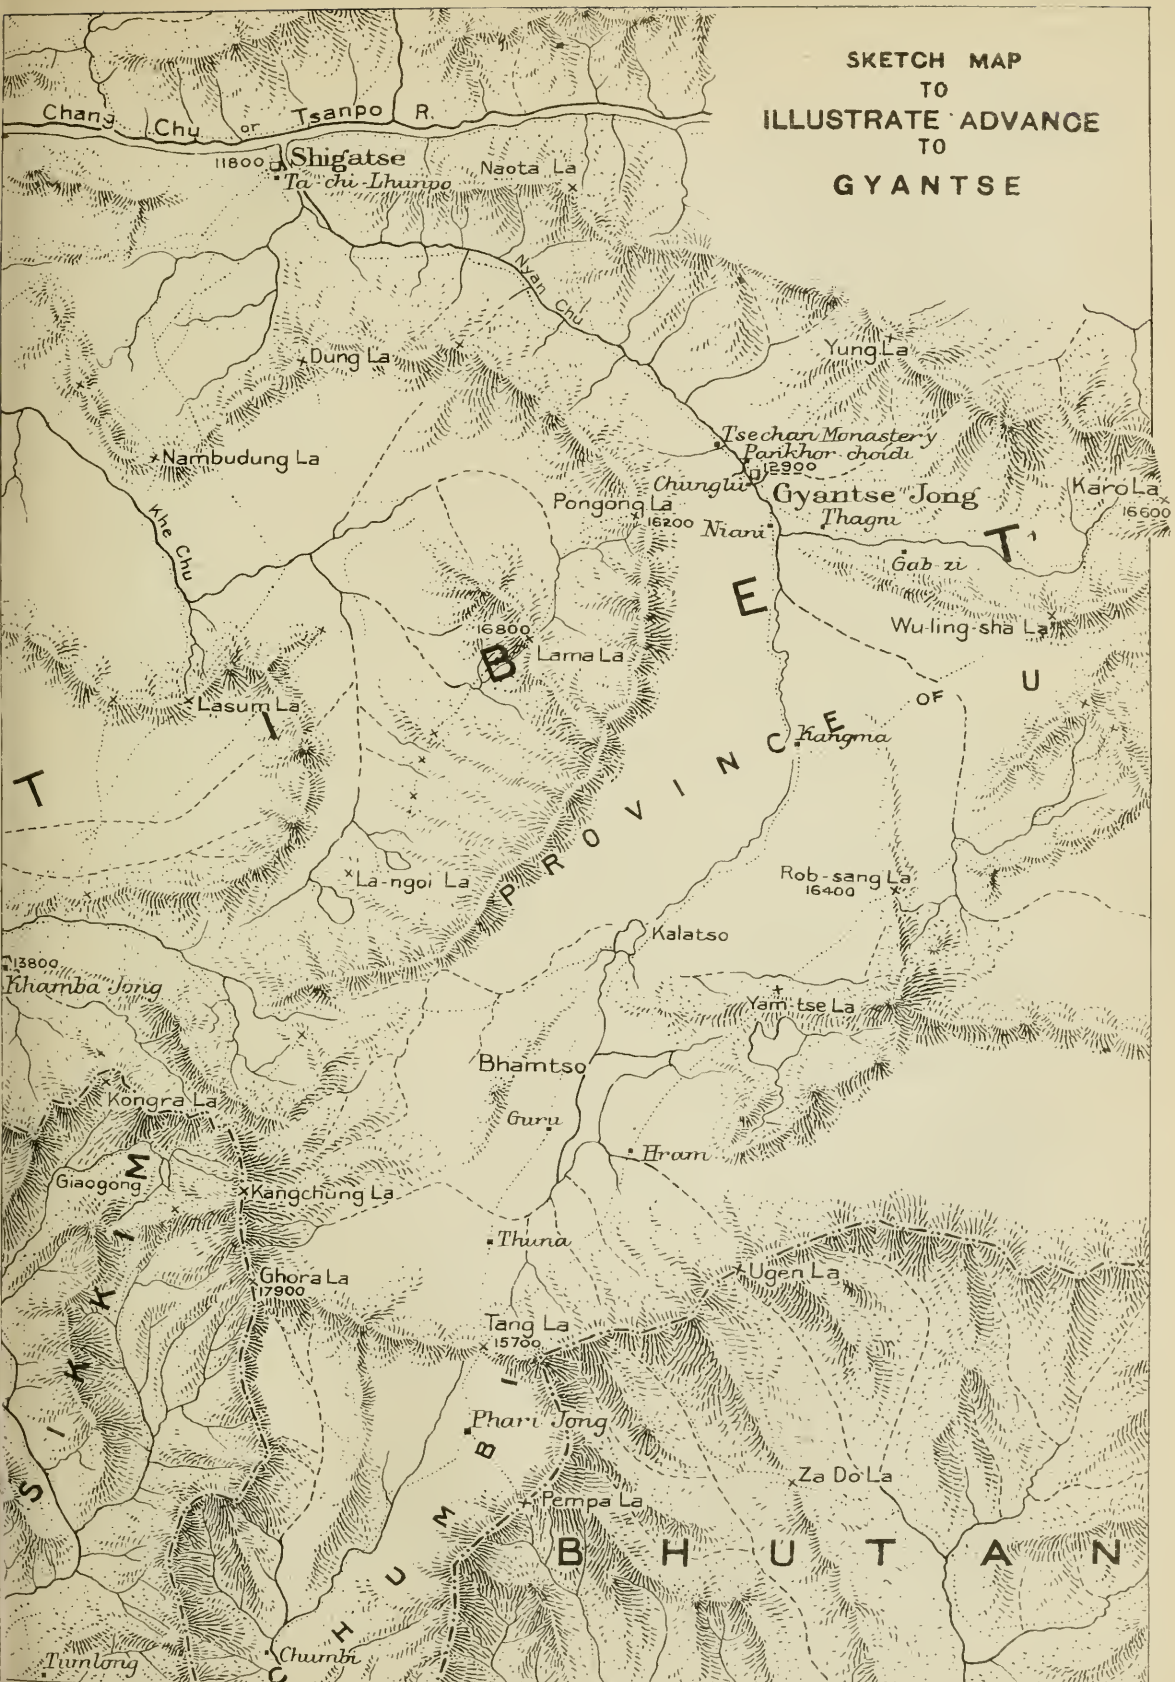 SKETCH MAP
TO
ILLUSTRATE ADVANCE
TO
GYANTSE
Chang Chu or Tsanpo R.
11800 Shigatse
Ta-chi-Lhunpo
Naota La
Nyan Chu
Dung La
Yung La
Nambudung La
Tsechan Monastery
Pankhor choidi
12900
Chunglu
Gyantse Jong
Karo La
16600
Pongong La
16200
Niani
Thagni
Khe Chu
Gab-zi
16800
Lama La
Wu-ling-sha La
Lasum La
TIBET
PROVINCE OF U
Kangma
La-ngoi La
Rob-sang La
16400
Kalatso
13800
Khamba Jong
Yam-tse La
Bhamtso
Kongra La
Guru
Hram
Giaogong
Kangchung La
Thuna
Ghora La
17900
Ugen La
Tang La
15700
SIKKIM
Phari Jong
Za Do La
Pempa La
BHUTAN
CHUMBI
Chumbi
Tumlong